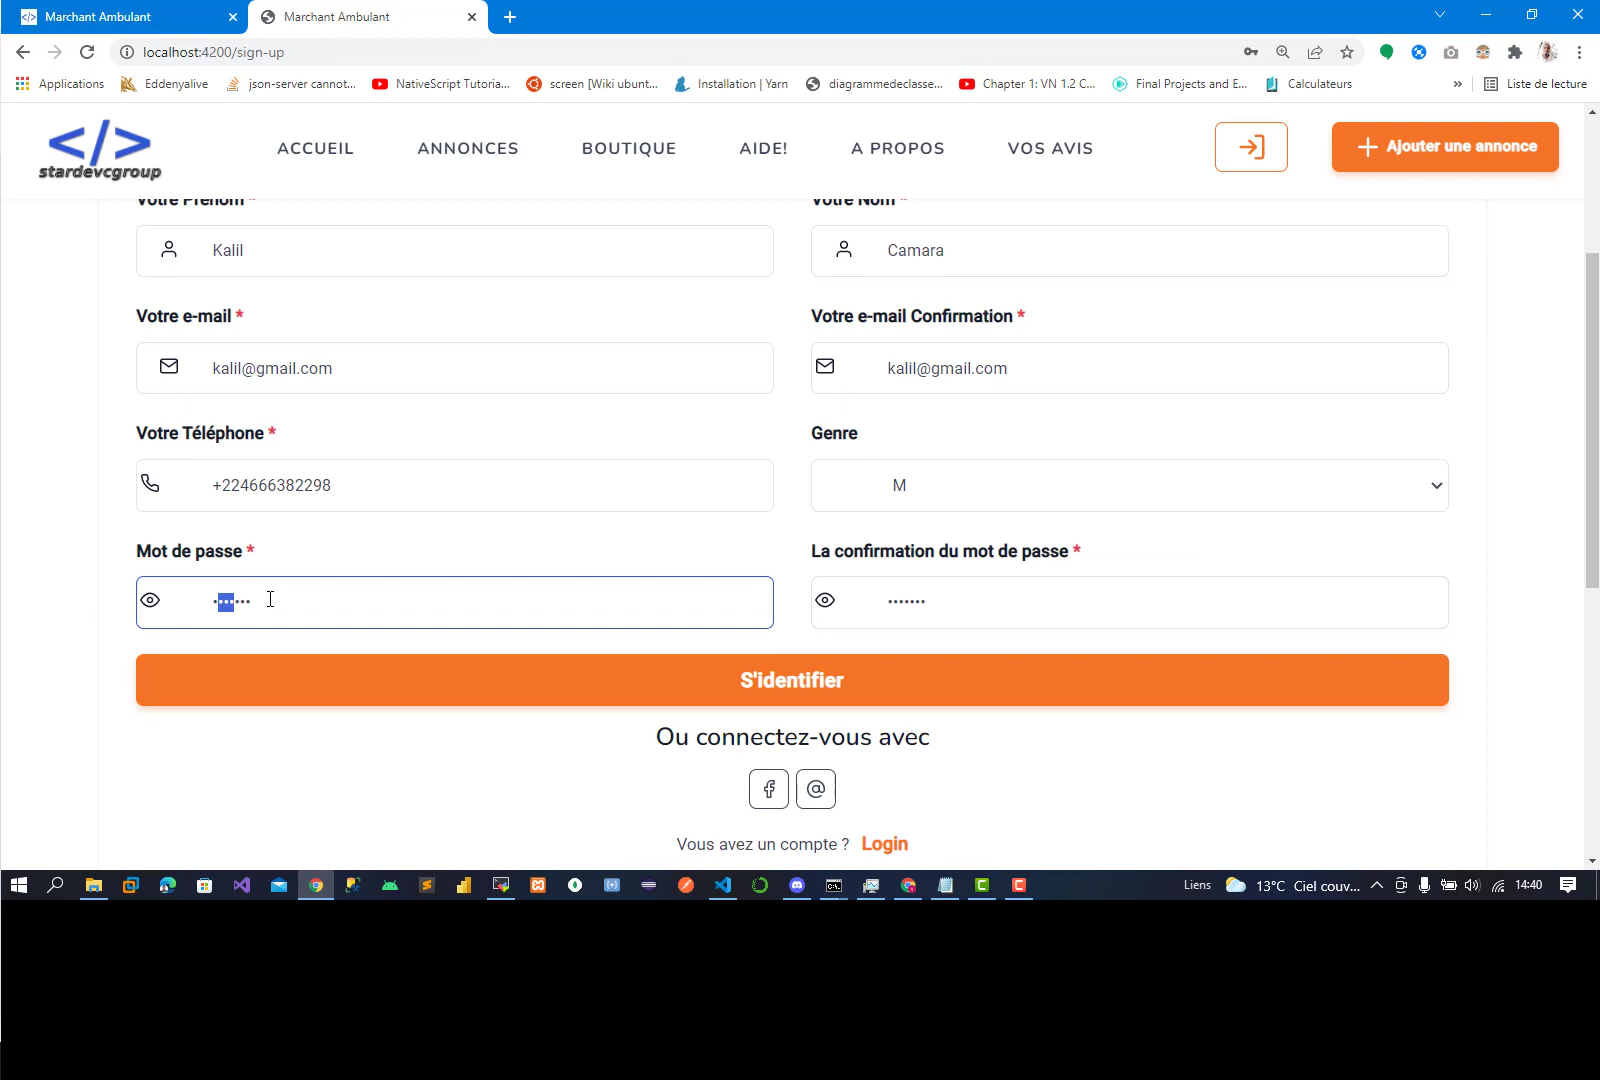 Marchant Ambulant
Marchant Ambulant
localhost:4200/sign-up
Applications
Eddenyalive
json-server cannot...
NativeScript Tutoria...
screen [Wiki ubunt...
Installation | Yarn
diagrammedeclasse...
Chapter 1: VN 1.2 C...
Final Projects and E...
Calculateurs
»
Liste de lecture
</>
stardevcgroup
ACCUEIL
ANNONCES
BOUTIQUE
AIDE!
A PROPOS
VOS AVIS
Ajouter une annonce
Votre Prénom *
Votre Nom *
Kalil
Camara
Votre e-mail *
Votre e-mail Confirmation *
kalil@gmail.com
kalil@gmail.com
Votre Téléphone *
Genre
+224666382298
M
Mot de passe *
La confirmation du mot de passe *
•••••••
•••••••
S'identifier
Ou connectez-vous avec
Vous avez un compte ? Login
Liens
13°C Ciel couv...
14:40